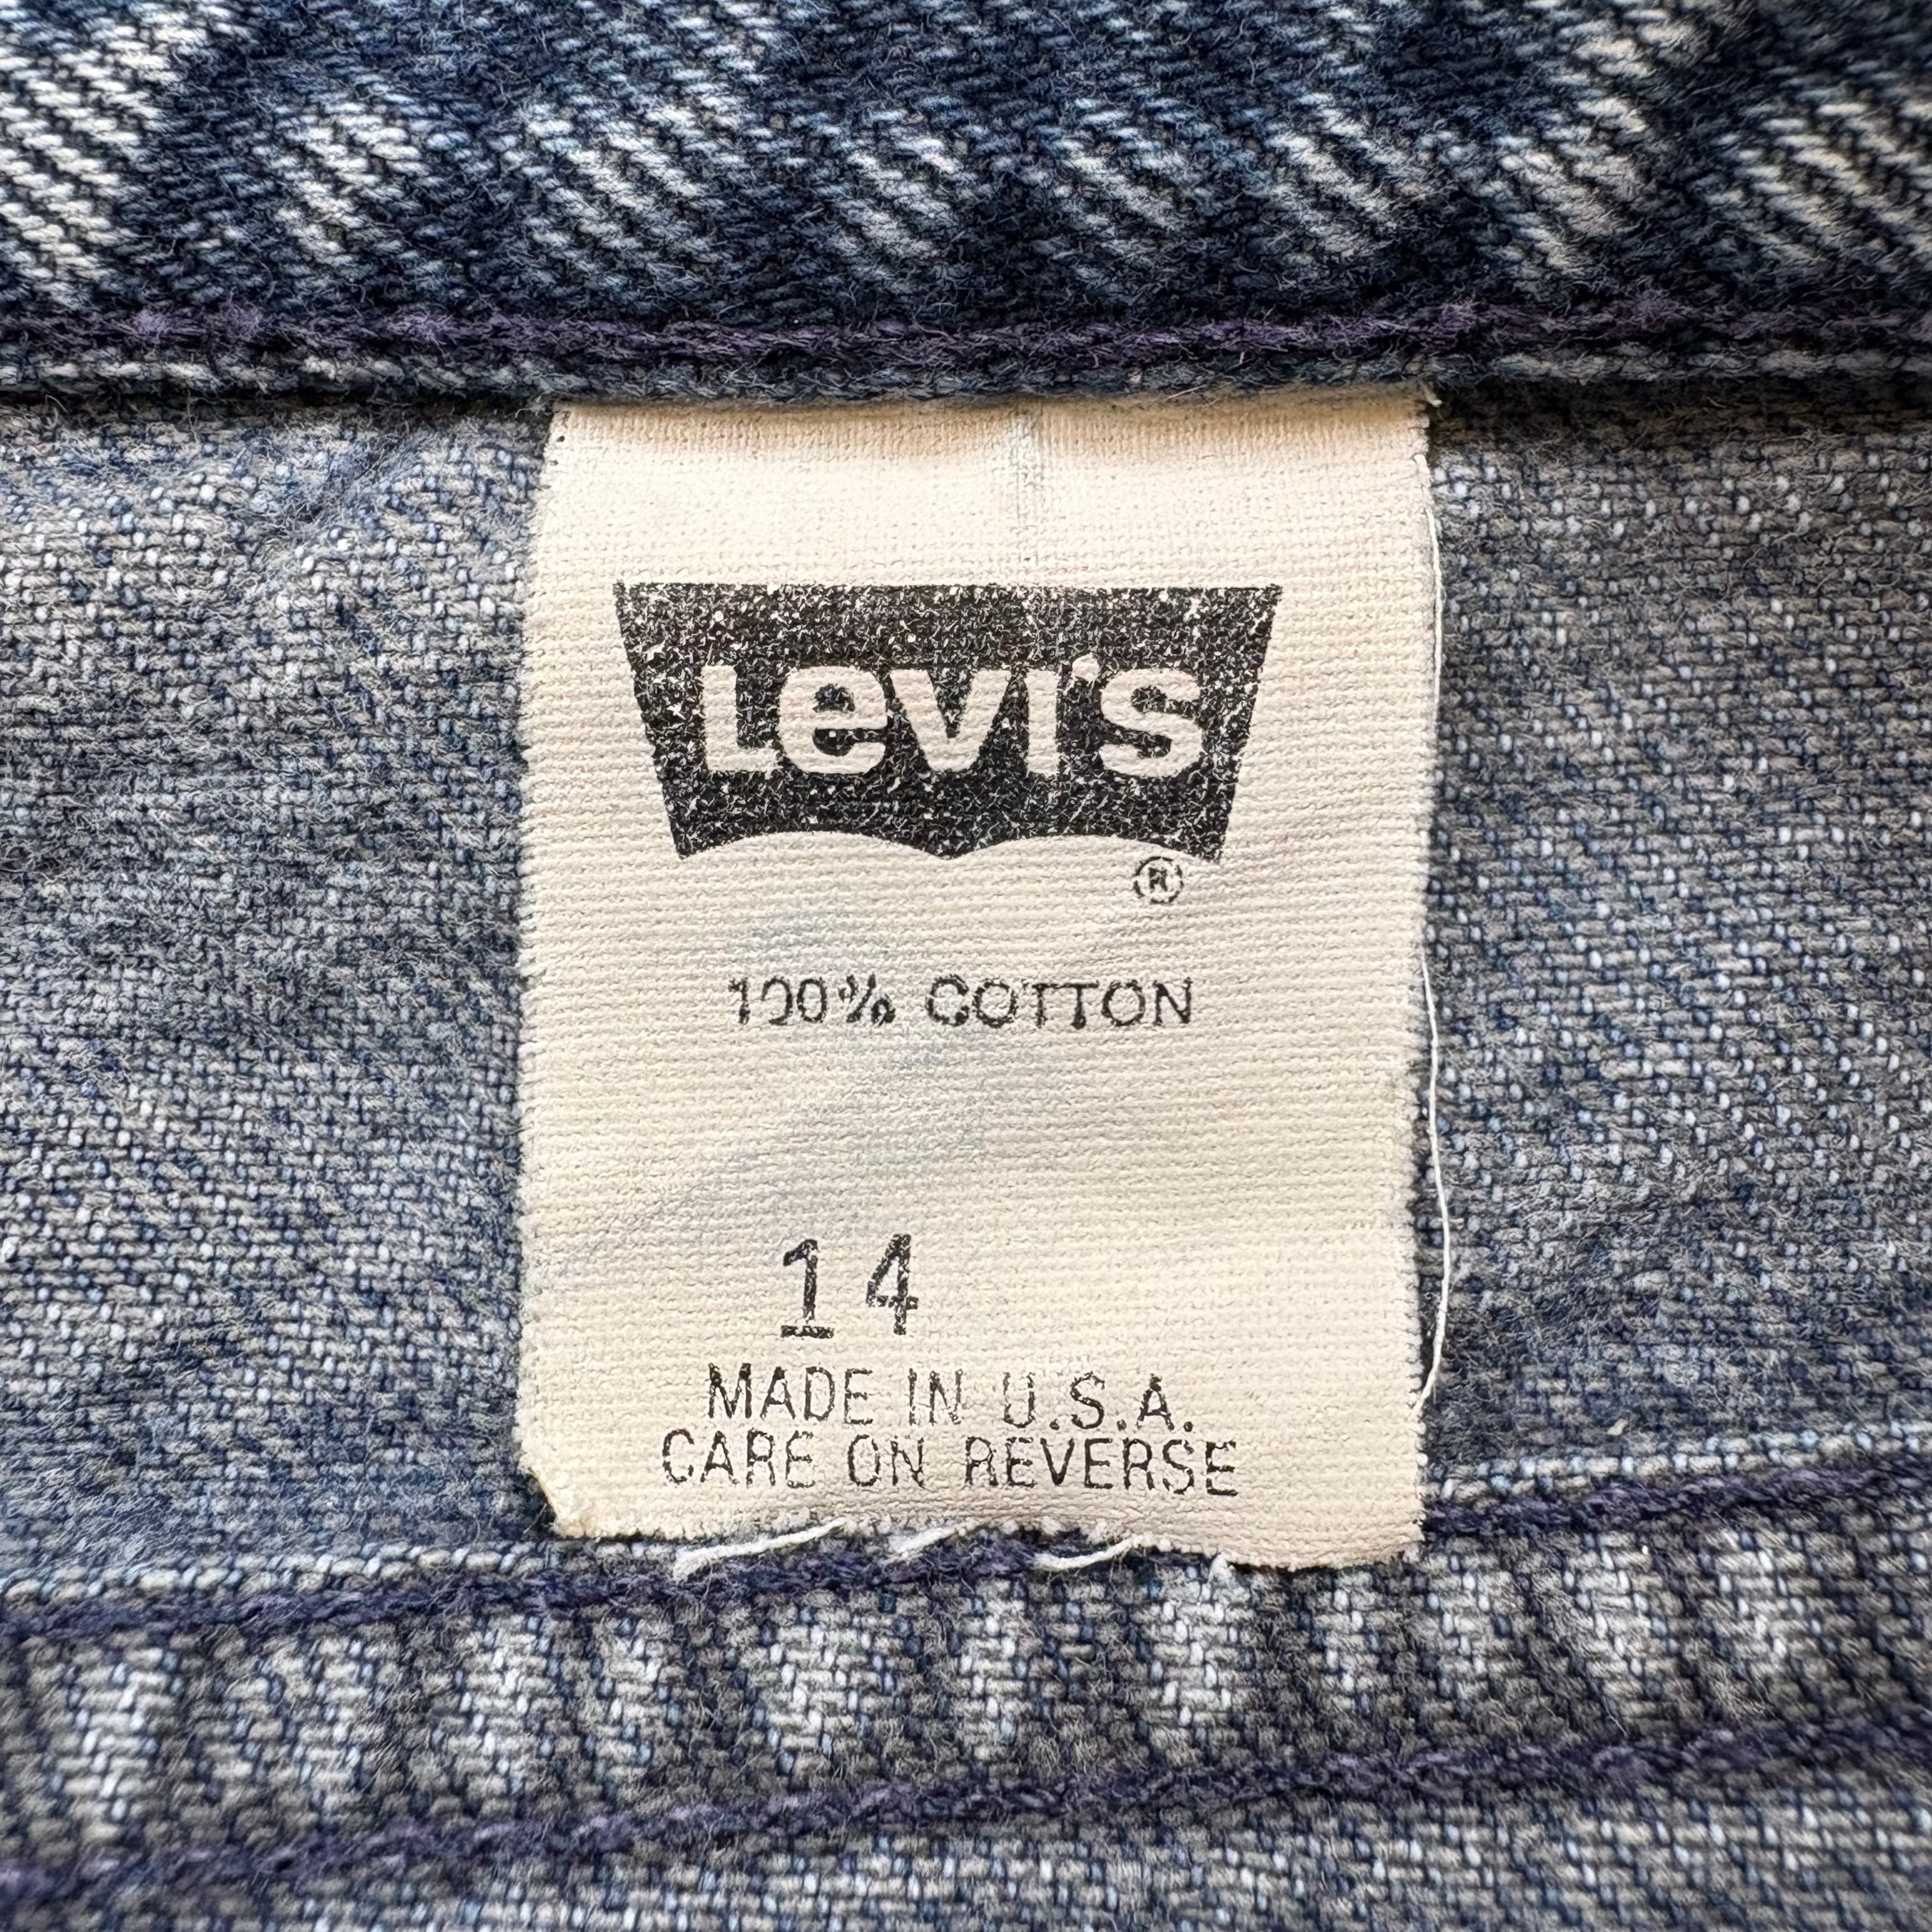 Levi's
®
100% COTTON
14
MADE IN U.S.A.
CARE ON REVERSE